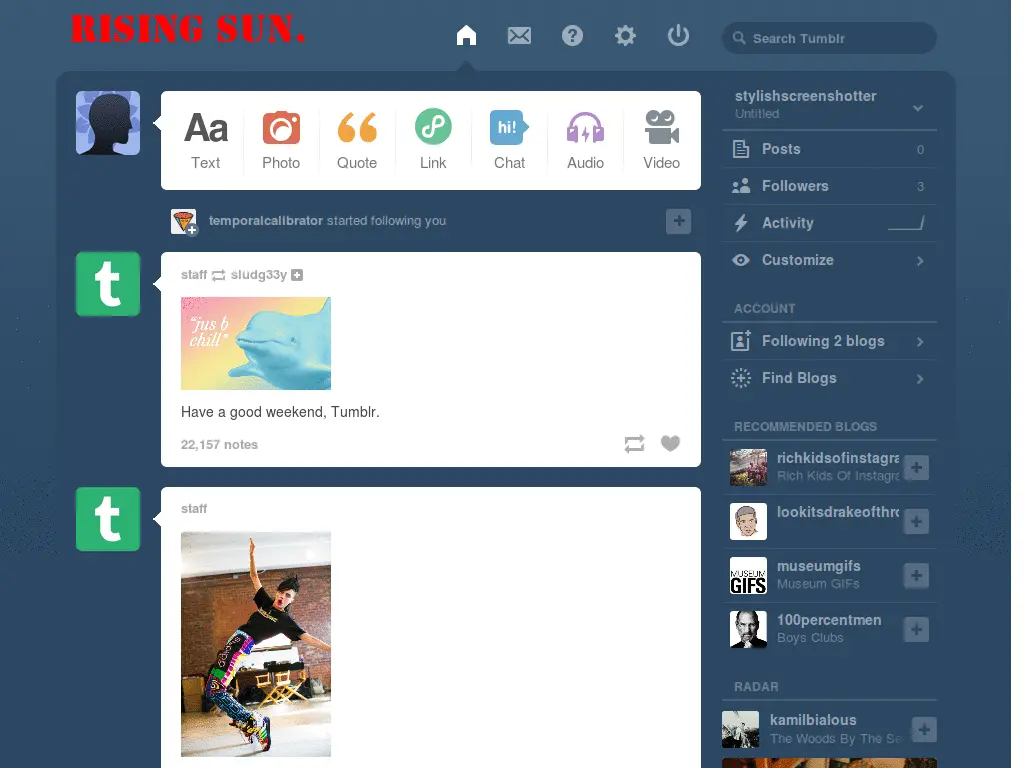 RISING SUN.
Search Tumblr
Aa
Text
Photo
Quote
Link
hi!
Chat
Audio
Video
temporalcalibrator started following you
t
staff sludg33y
"jus b
chill"
Have a good weekend, Tumblr.
22,157 notes
t
staff
stylishscreenshotter
Untitled
Posts 0
Followers 3
Activity
Customize
ACCOUNT
Following 2 blogs
Find Blogs
RECOMMENDED BLOGS
richkidsofinstagra
Rich Kids Of Instagra
lookitsdrakeofthro
MUSEUM
GIFS
museumgifs
Museum GIFs
100percentmen
Boys Clubs
RADAR
kamilbialous
The Woods By The Se